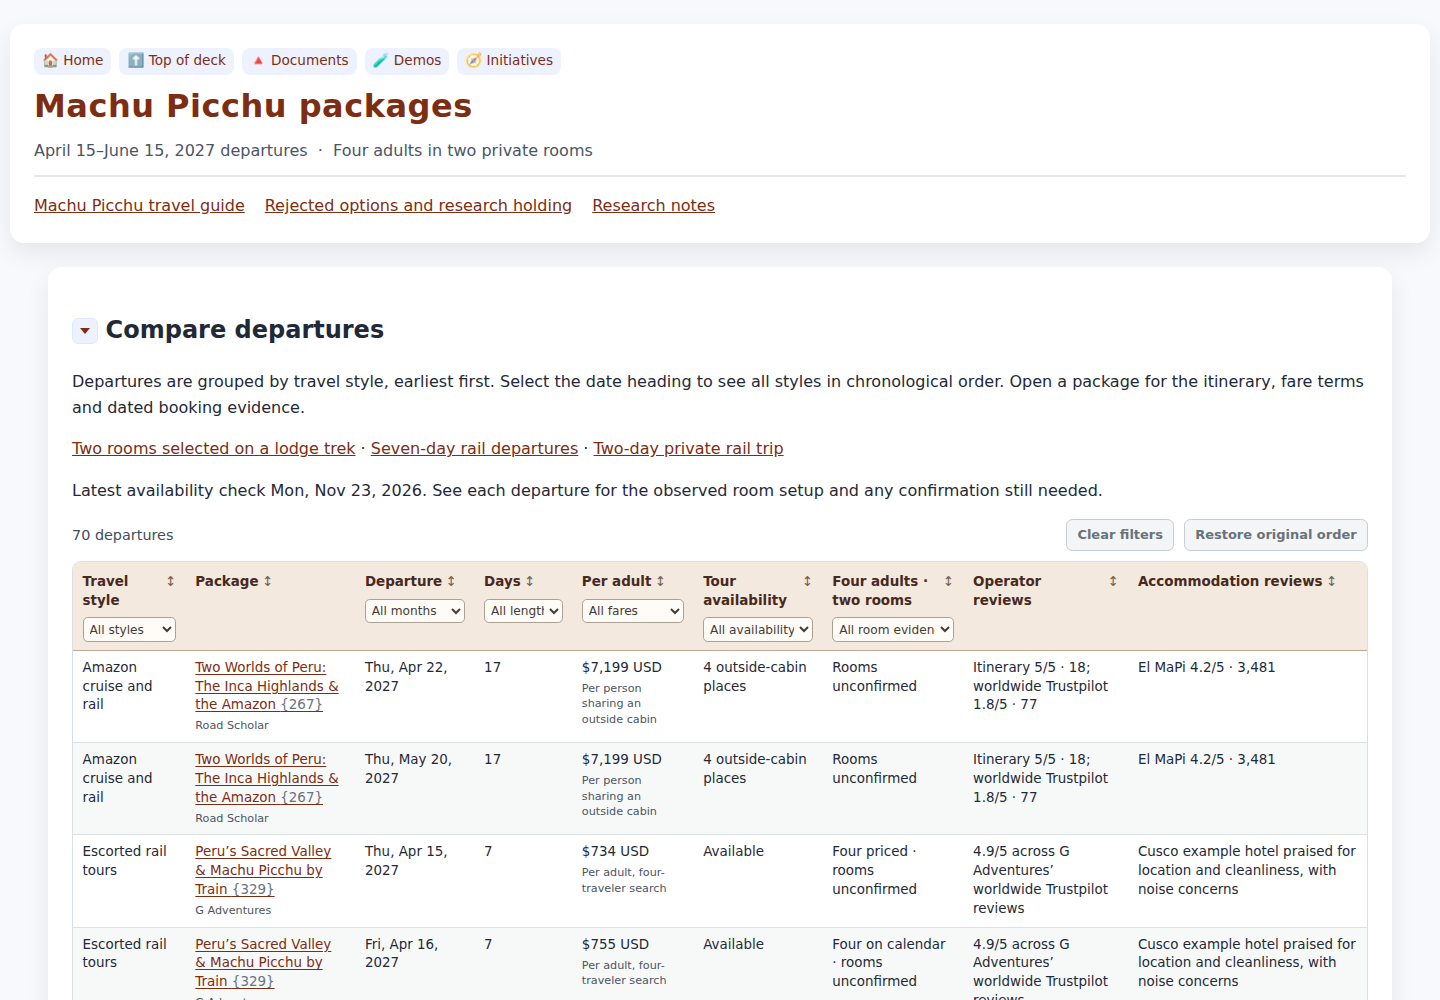 🏠 Home ⬆️ Top of deck 🔺 Documents 🧪 Demos 🧭 Initiatives
Machu Picchu packages
April 15–June 15, 2027 departures · Four adults in two private rooms
Machu Picchu travel guide Rejected options and research holding Research notes
Compare departures
Departures are grouped by travel style, earliest first. Select the date heading to see all styles in chronological order. Open a package for the itinerary, fare terms
and dated booking evidence.
Two rooms selected on a lodge trek · Seven-day rail departures · Two-day private rail trip
Latest availability check Mon, Nov 23, 2026. See each departure for the observed room setup and any confirmation still needed.
70 departures Clear filters Restore original order
Travel ↕ Package ↕ Departure ↕ Days ↕ Per adult ↕ Tour ↕ Four adults · ↕ Operator ↕ Accommodation reviews ↕
style availability two rooms reviews
All styles All months All lengt All fares All availability All room eviden
Amazon
cruise and
rail
Two Worlds of Peru:
The Inca Highlands &
the Amazon {267}
Road Scholar
Thu, Apr 22,
2027
17
$7,199 USD
Per person
sharing an
outside cabin
4 outside-cabin
places
Rooms
unconfirmed
Itinerary 5/5 · 18;
worldwide Trustpilot
1.8/5 · 77
El MaPi 4.2/5 · 3,481
Amazon
cruise and
rail
Two Worlds of Peru:
The Inca Highlands &
the Amazon {267}
Road Scholar
Thu, May 20,
2027
17
$7,199 USD
Per person
sharing an
outside cabin
4 outside-cabin
places
Rooms
unconfirmed
Itinerary 5/5 · 18;
worldwide Trustpilot
1.8/5 · 77
El MaPi 4.2/5 · 3,481
Escorted rail
tours
Peru’s Sacred Valley
& Machu Picchu by
Train {329}
G Adventures
Thu, Apr 15,
2027
7
$734 USD
Per adult, four-
traveler search
Available
Four priced ·
rooms
unconfirmed
4.9/5 across G
Adventures’
worldwide Trustpilot
reviews
Cusco example hotel praised for
location and cleanliness, with
noise concerns
Escorted rail
tours
Peru’s Sacred Valley
& Machu Picchu by
Train {329}
Fri, Apr 16,
2027
7
$755 USD
Per adult, four-
traveler search
Available
Four on calendar
· rooms
unconfirmed
4.9/5 across G
Adventures’
worldwide Trustpilot
reviews
Cusco example hotel praised for
location and cleanliness, with
noise concerns